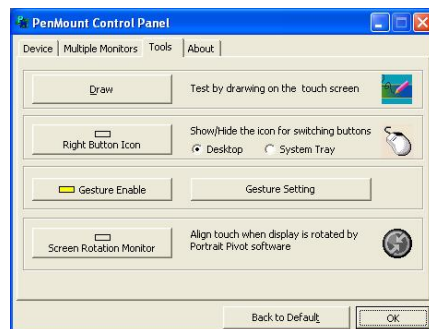 PenMount Control Panel
Device Multiple Monitors Tools About
Draw
Test by drarwing on the touch screen
Right Button Icon
Show/Hide the icon for switching buttons
Desktop System Tray
Gesture Enable
Gesture Setting
Screen Rotation Monitor
Align touch when display is rotated by
Portrait Pivot software
Back to Default
OK